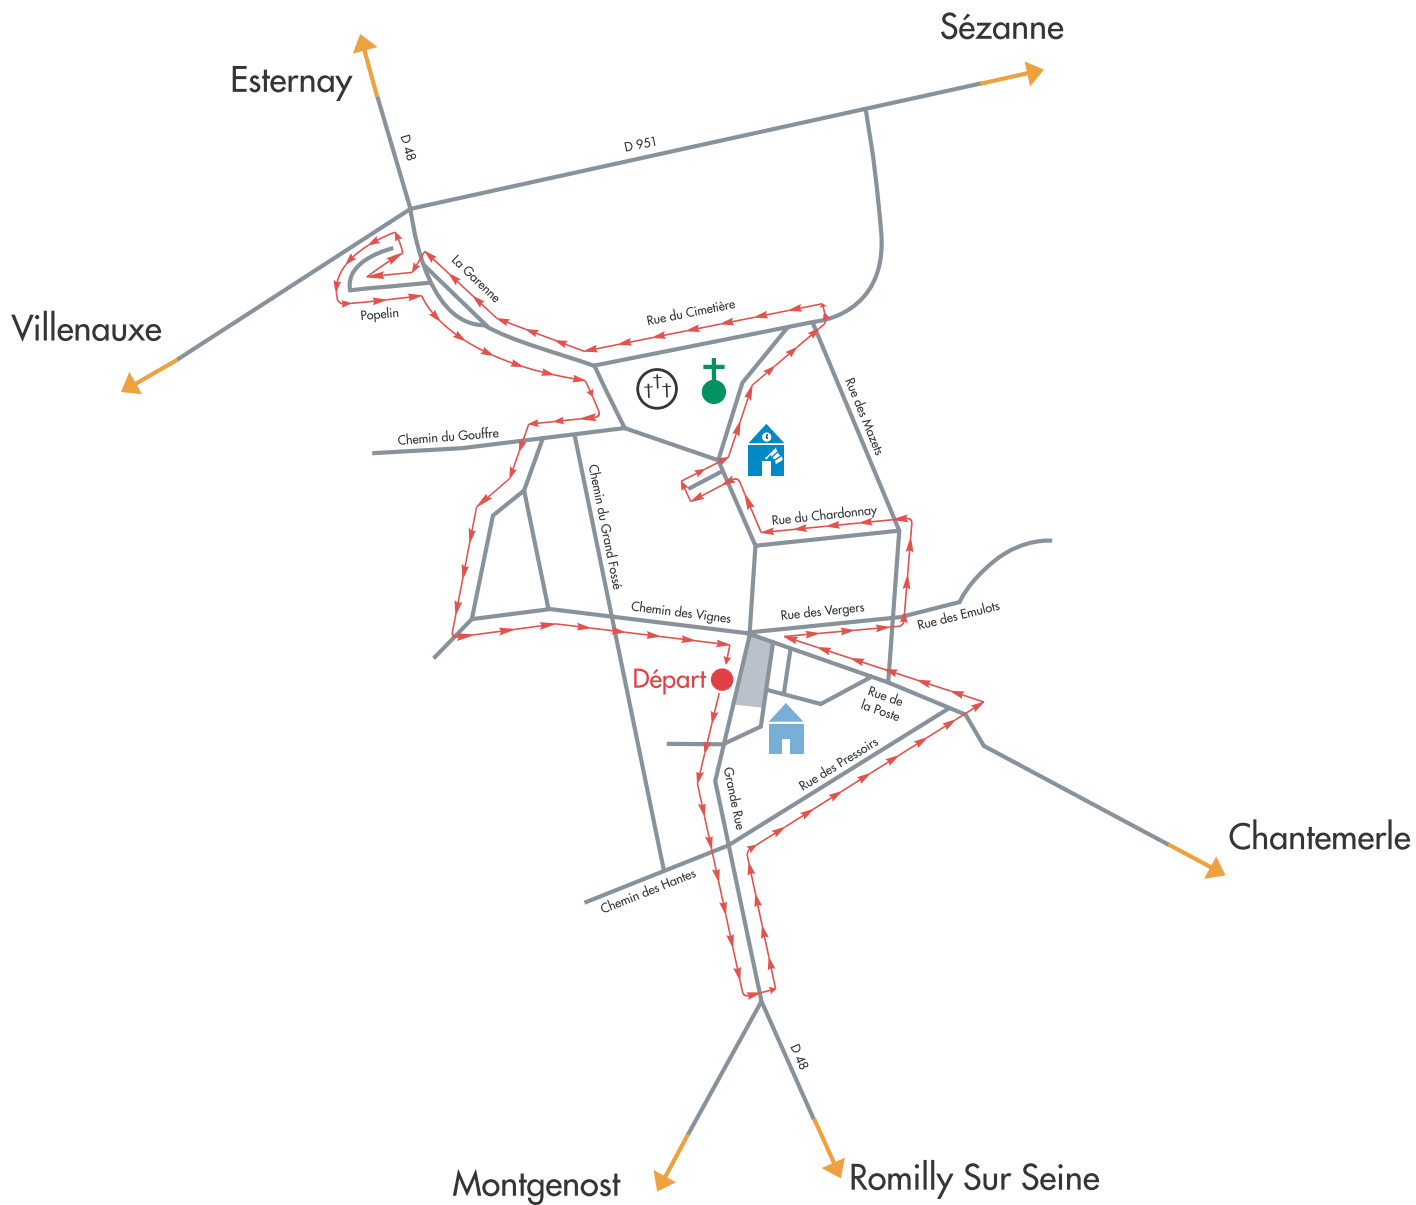 Sézanne
Esternay
D 48
D 951
La Garenne
Villenauxe
Popelin
Rue du Cimetière
Chemin du Gouffre
Rue des Mazets
Chemin du Grand Fossé
Rue du Chardonnay
Chemin des Vignes
Rue des Vergers
Rue des Emulots
Départ
Rue de
la Poste
Grande Rue
Rue des Pressoirs
Chantemerle
Chemin des Hantes
D 48
Montgenost
Romilly Sur Seine